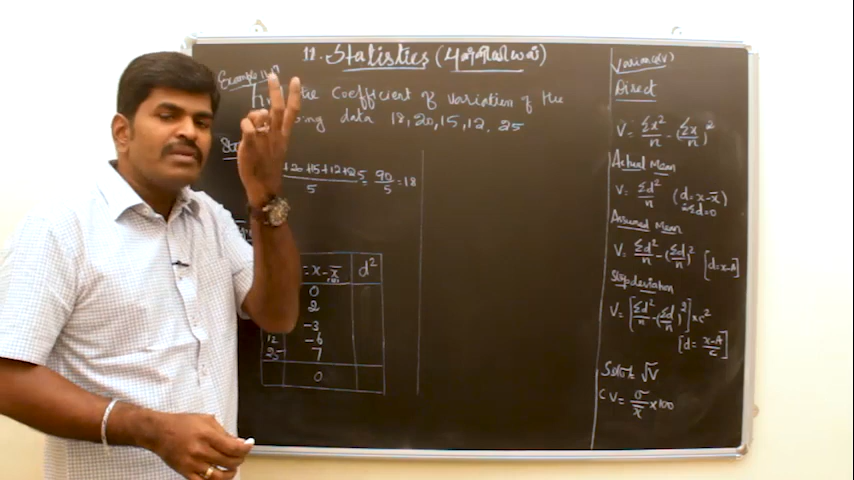 11. Statistics (புள்ளியியல்)
Example 11.
the Coefficient of variation of the
data 18, 20, 15, 12, 25
+20+15+12+25 = 90 = 18
5 5
= x - x̄ d²
0
2
-3
12 -6
25 7
0
Variance(V)
Direct
V = Σx²/n - (Σx/n)²
Actual Mean
V = Σd²/n (d = x - x̄)
Σd=0
Assumed Mean
V = Σd²/n - (Σd/n)² [d = x-A]
Step deviation
V = [Σd²/n - (Σd/n)²] × c²
[d = x-A/c]
√V
CV = σ/x̄ × 100